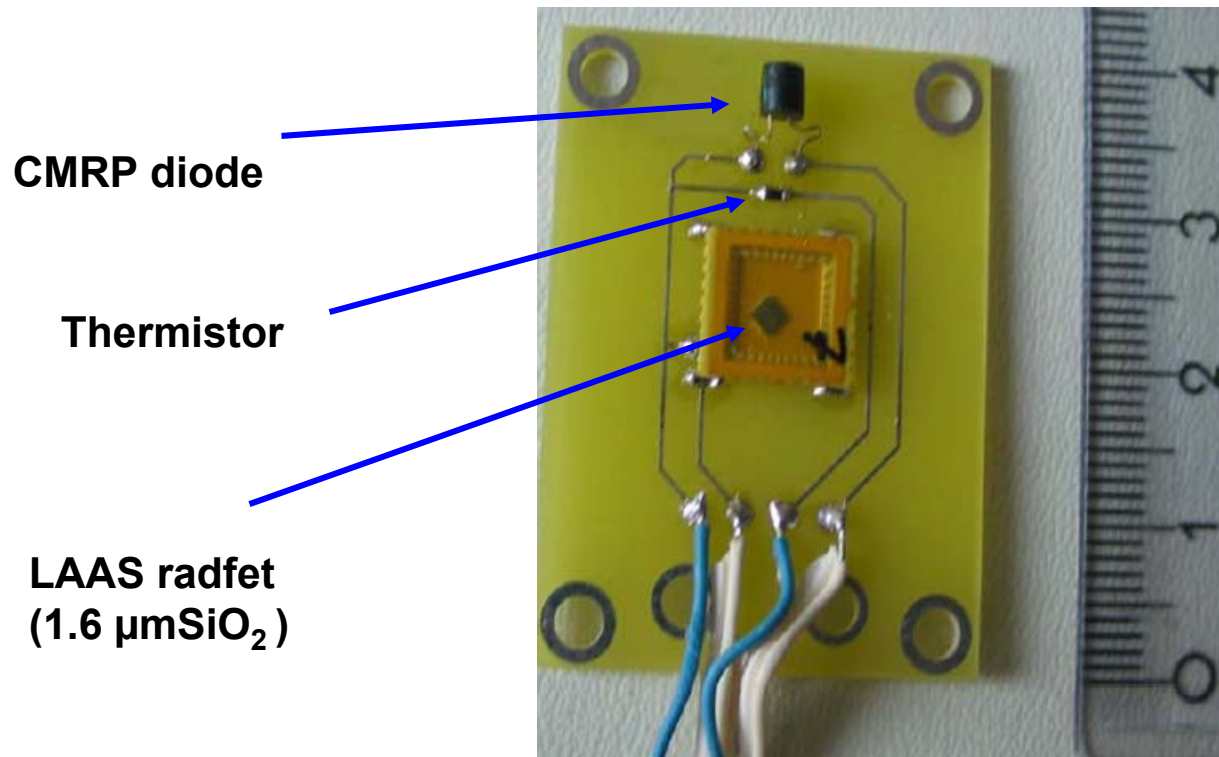 CMRP diode
Thermistor
LAAS radfet
(1.6 µmSiO₂ )
4
3
2
1
0